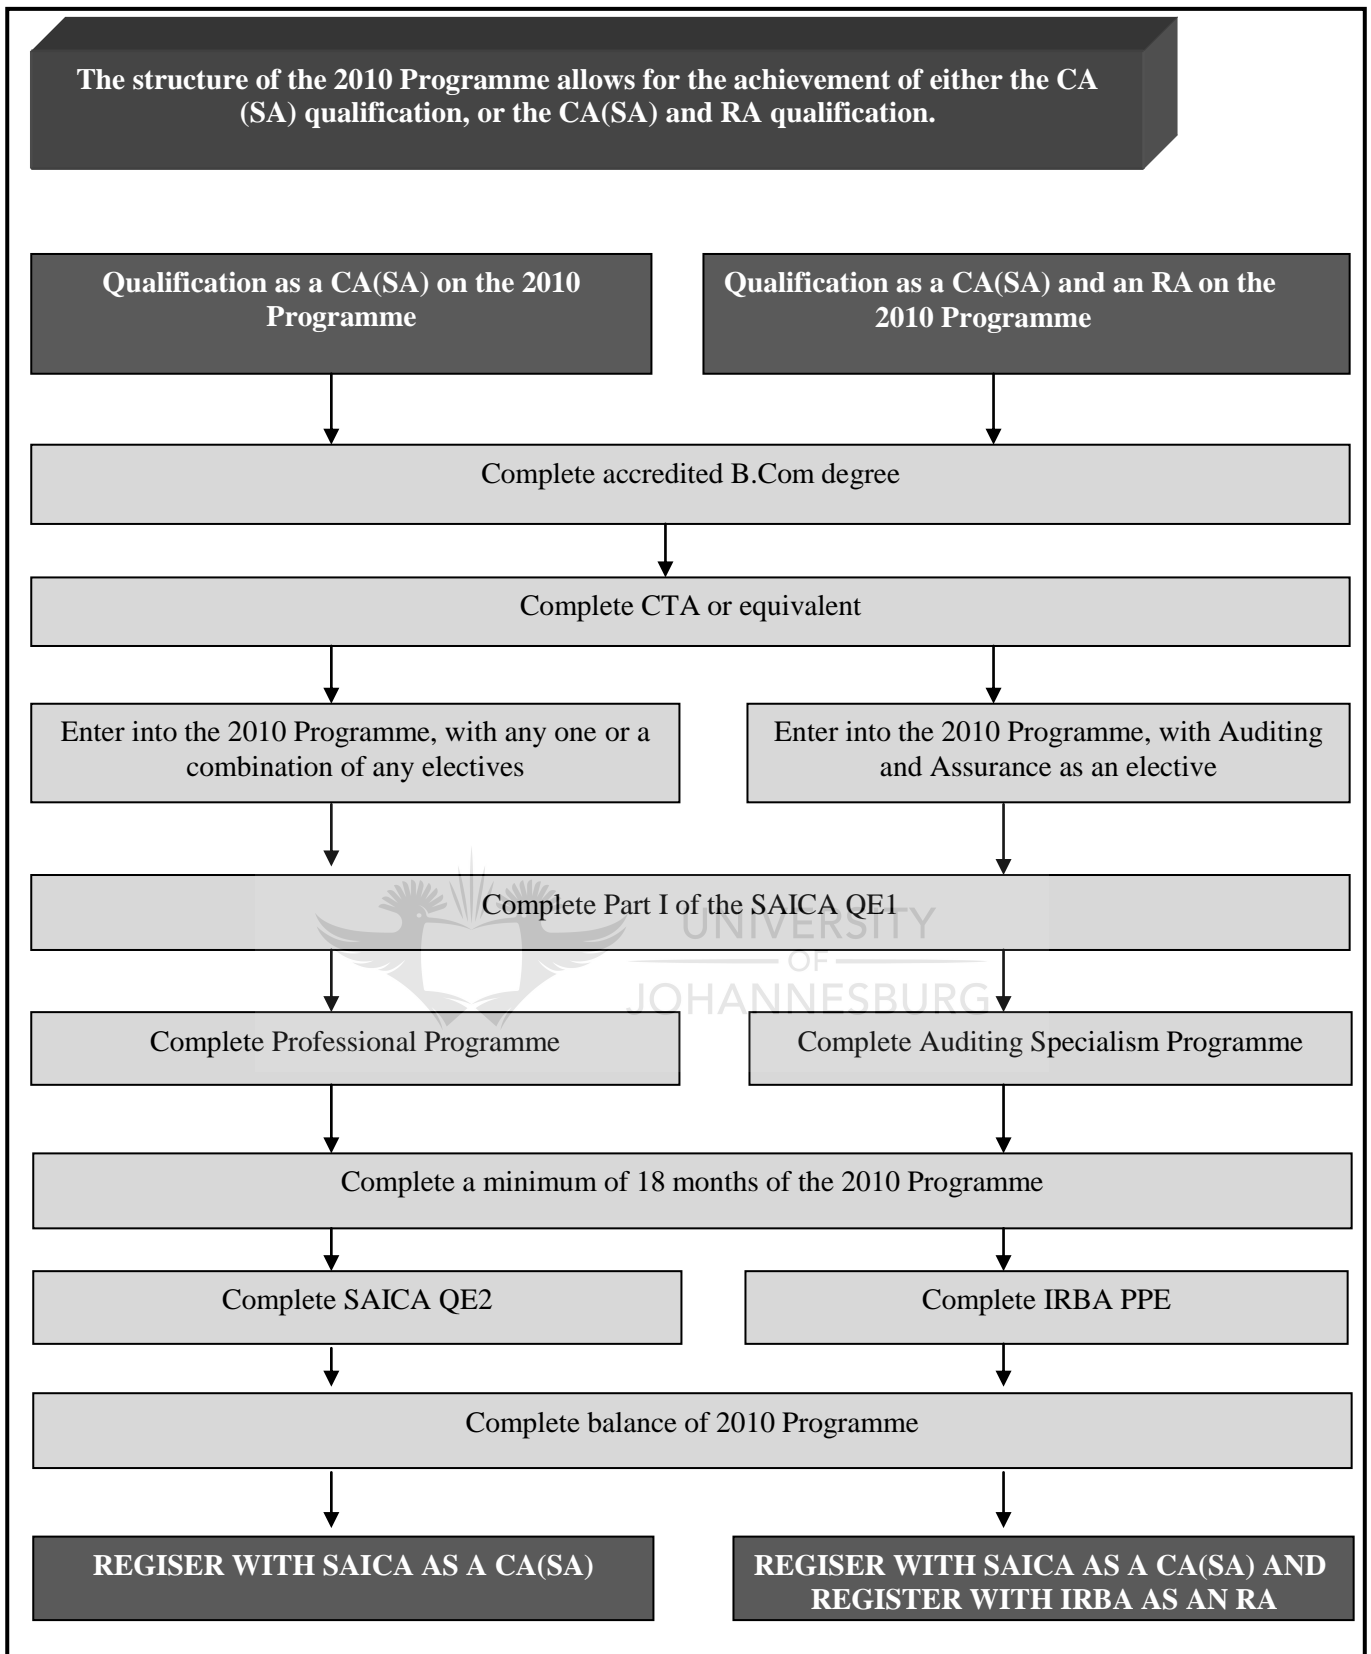 The structure of the 2010 Programme allows for the achievement of either the CA
(SA) qualification, or the CA(SA) and RA qualification.
Qualification as a CA(SA) on the 2010
Programme
Qualification as a CA(SA) and an RA on the
2010 Programme
Complete accredited B.Com degree
Complete CTA or equivalent
Enter into the 2010 Programme, with any one or a
combination of any electives
Enter into the 2010 Programme, with Auditing
and Assurance as an elective
Complete Part I of the SAICA QE1
UNIVERSITY
OF
JOHANNESBURG
Complete Professional Programme
Complete Auditing Specialism Programme
Complete a minimum of 18 months of the 2010 Programme
Complete SAICA QE2
Complete IRBA PPE
Complete balance of 2010 Programme
REGISER WITH SAICA AS A CA(SA)
REGISER WITH SAICA AS A CA(SA) AND
REGISTER WITH IRBA AS AN RA